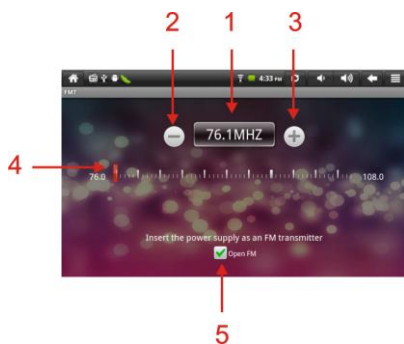 2 1 3
4:33 PM
FMT
76.1MHZ
4
76.0 108.0
Insert the power supply as an FM transmitter
Open FM
5